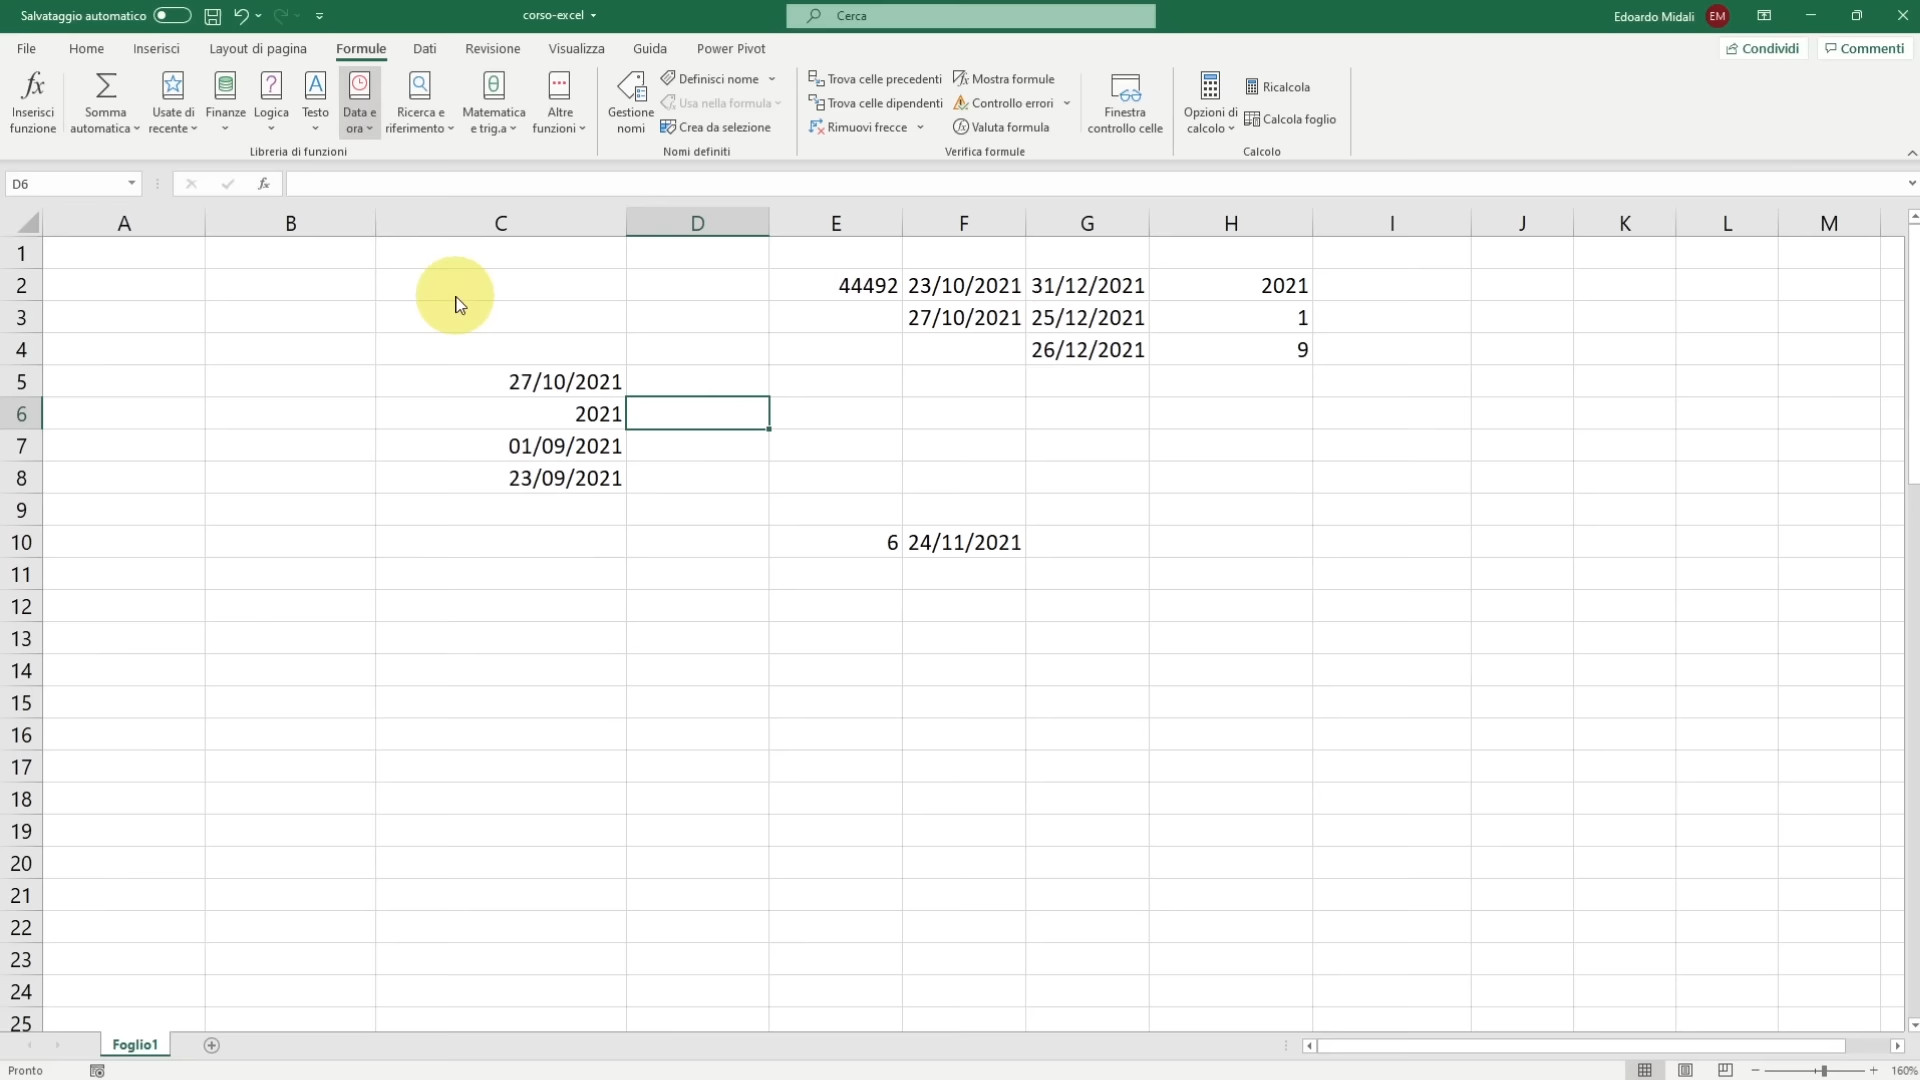 Salvataggio automatico
corso-excel
Cerca
Edoardo Midali
EM
File Home Inserisci Layout di pagina Formule Dati Revisione Visualizza Guida Power Pivot
Condividi Commenti
Inserisci funzione
Somma automatica
Usate di recente
Finanze
Logica
Testo
Data e ora
Ricerca e riferimento
Matematica e trig.a
Altre funzioni
Libreria di funzioni
Gestione nomi
Definisci nome
Usa nella formula
Crea da selezione
Nomi definiti
Trova celle precedenti
Trova celle dipendenti
Rimuovi frecce
Mostra formule
Controllo errori
Valuta formula
Verifica formule
Finestra controllo celle
Opzioni di calcolo
Ricalcola
Calcola foglio
Calcolo
D6
fx
A B C D E F G H I J K L M
1
2 44492 23/10/2021 31/12/2021 2021
3 27/10/2021 25/12/2021 1
4 26/12/2021 9
5 27/10/2021
6 2021
7 01/09/2021
8 23/09/2021
9
10 6 24/11/2021
11
12
13
14
15
16
17
18
19
20
21
22
23
24
25
Foglio1
Pronto
160%